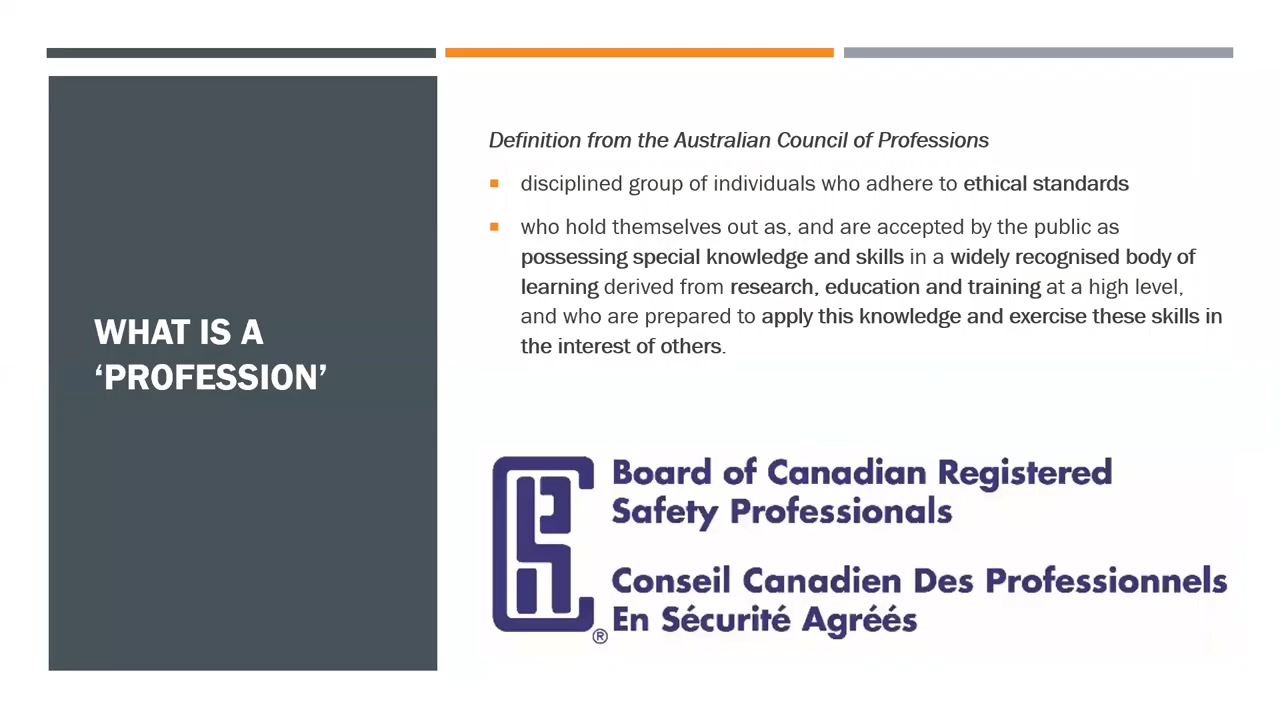 WHAT IS A
‘PROFESSION’
Definition from the Australian Council of Professions
disciplined group of individuals who adhere to ethical standards
who hold themselves out as, and are accepted by the public as
possessing special knowledge and skills in a widely recognised body of
learning derived from research, education and training at a high level,
and who are prepared to apply this knowledge and exercise these skills in
the interest of others.
Board of Canadian Registered
Safety Professionals
Conseil Canadien Des Professionnels
En Sécurité Agréés
®